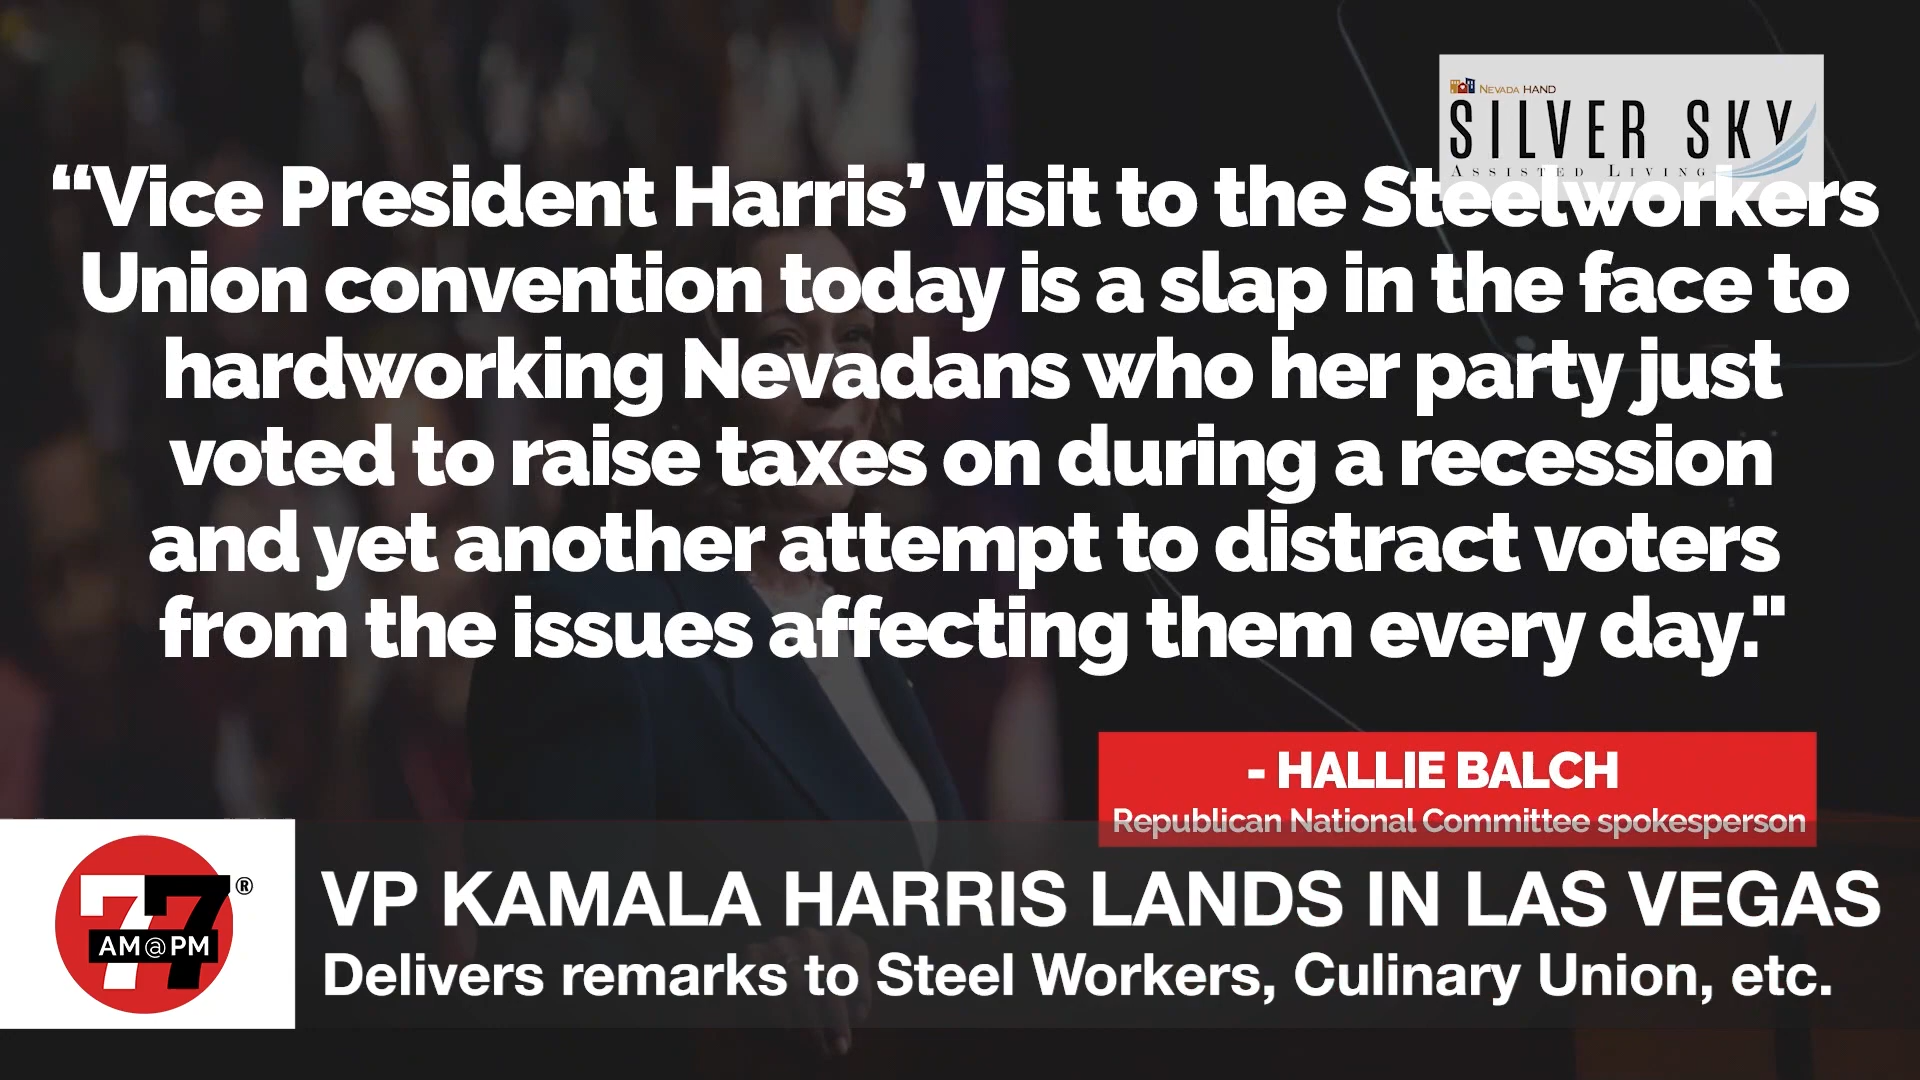 NEVADA HAND
SILVER SKY
ASSISTED LIVING
“Vice President Harris’ visit to the Steelworkers
Union convention today is a slap in the face to
hardworking Nevadans who her party just
voted to raise taxes on during a recession
and yet another attempt to distract voters
from the issues affecting them every day."
- HALLIE BALCH
Republican National Committee spokesperson
77®
AM@PM
VP KAMALA HARRIS LANDS IN LAS VEGAS
Delivers remarks to Steel Workers, Culinary Union, etc.